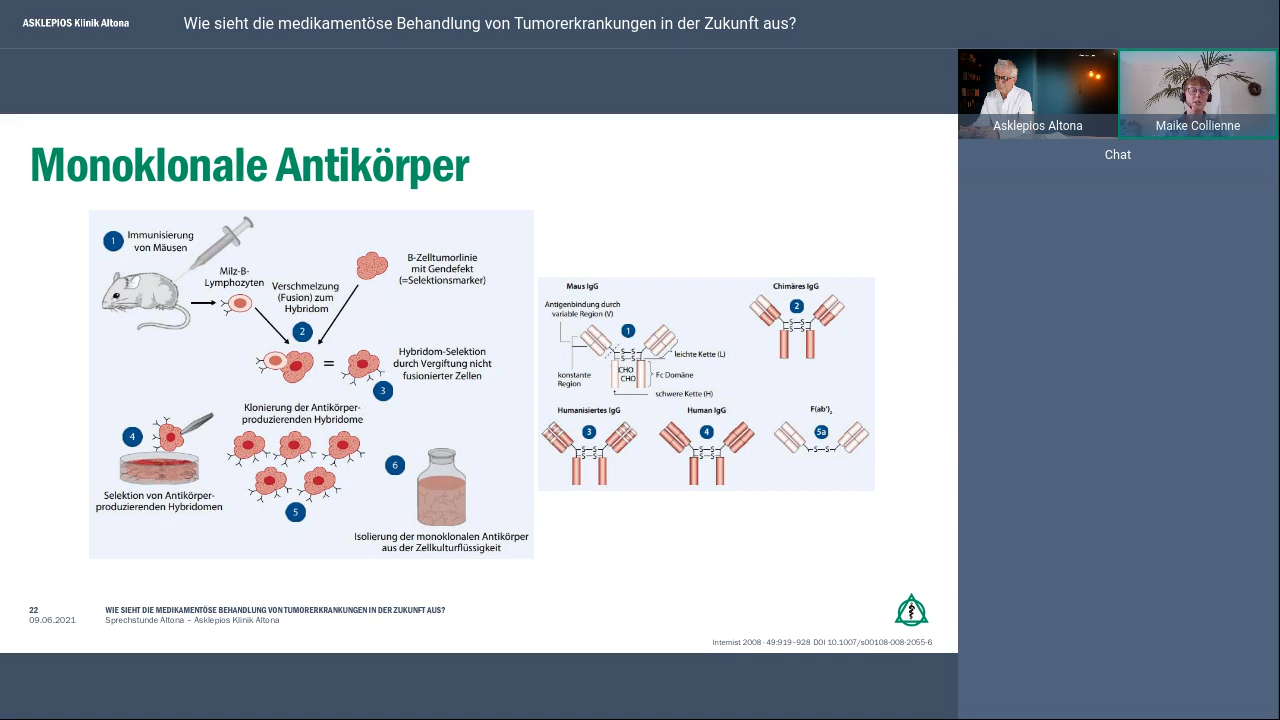 ASKLEPIOS Klinik Altona
Wie sieht die medikamentöse Behandlung von Tumorerkrankungen in der Zukunft aus?
Asklepios Altona
Maike Collienne
Chat
Monoklonale Antikörper
1
Immunisierung
von Mäusen
Milz-B-
Lymphozyten
Verschmelzung
(Fusion) zum
Hybridom
2
B-Zelltumorlinie
mit Gendefekt
(=Selektionsmarker)
=
Hybridom-Selektion
durch Vergiftung nicht
fusionierter Zellen
3
Klonierung der Antikörper-
produzierenden Hybridome
4
Selektion von Antikörper-
produzierenden Hybridomen
5
6
Isolierung der monoklonalen Antikörper
aus der Zellkulturflüssigkeit
Maus IgG
Antigenbindung durch
variable Region (V)
1
S S
S S
leichte Kette (L)
CHO
CHO
Fc Domäne
konstante
Region
schwere Kette (H)
Chimäres IgG
2
S S
S S
Humanisiertes IgG
3
S S
S S
Human IgG
4
S S
S S
F(ab')2
5a
S S
22
WIE SIEHT DIE MEDIKAMENTÖSE BEHANDLUNG VON TUMORERKRANKUNGEN IN DER ZUKUNFT AUS?
09.06.2021
Sprechstunde Altona – Asklepios Klinik Altona
Internist 2008 · 49:919–928 DOI 10.1007/s00108-008-2055-6